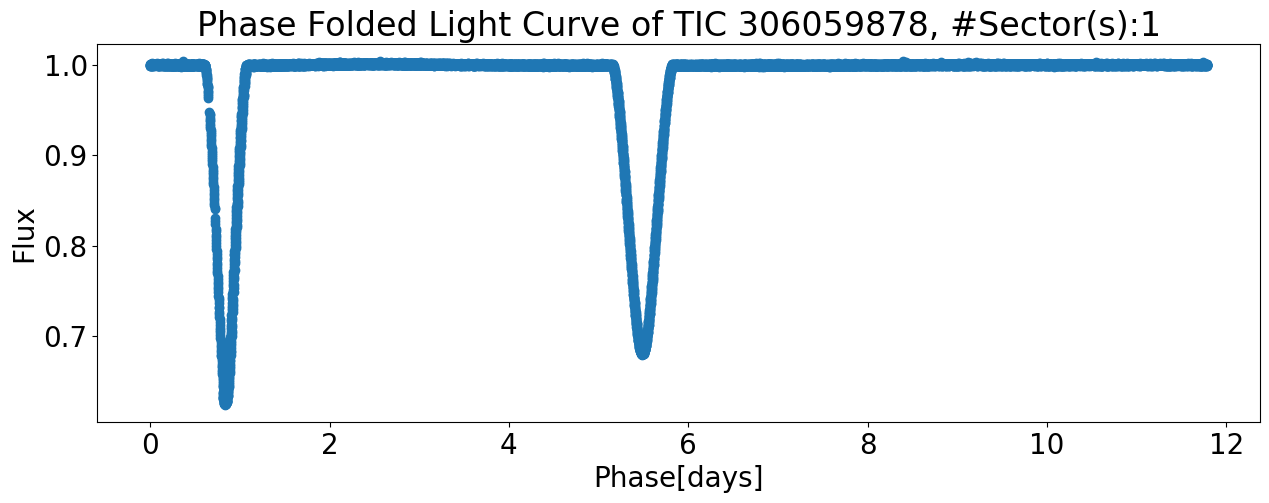 Phase Folded Light Curve of TIC 306059878, #Sector(s):1
1.0
0.9
0.8
0.7
Flux
0 2 4 6 8 10 12
Phase[days]